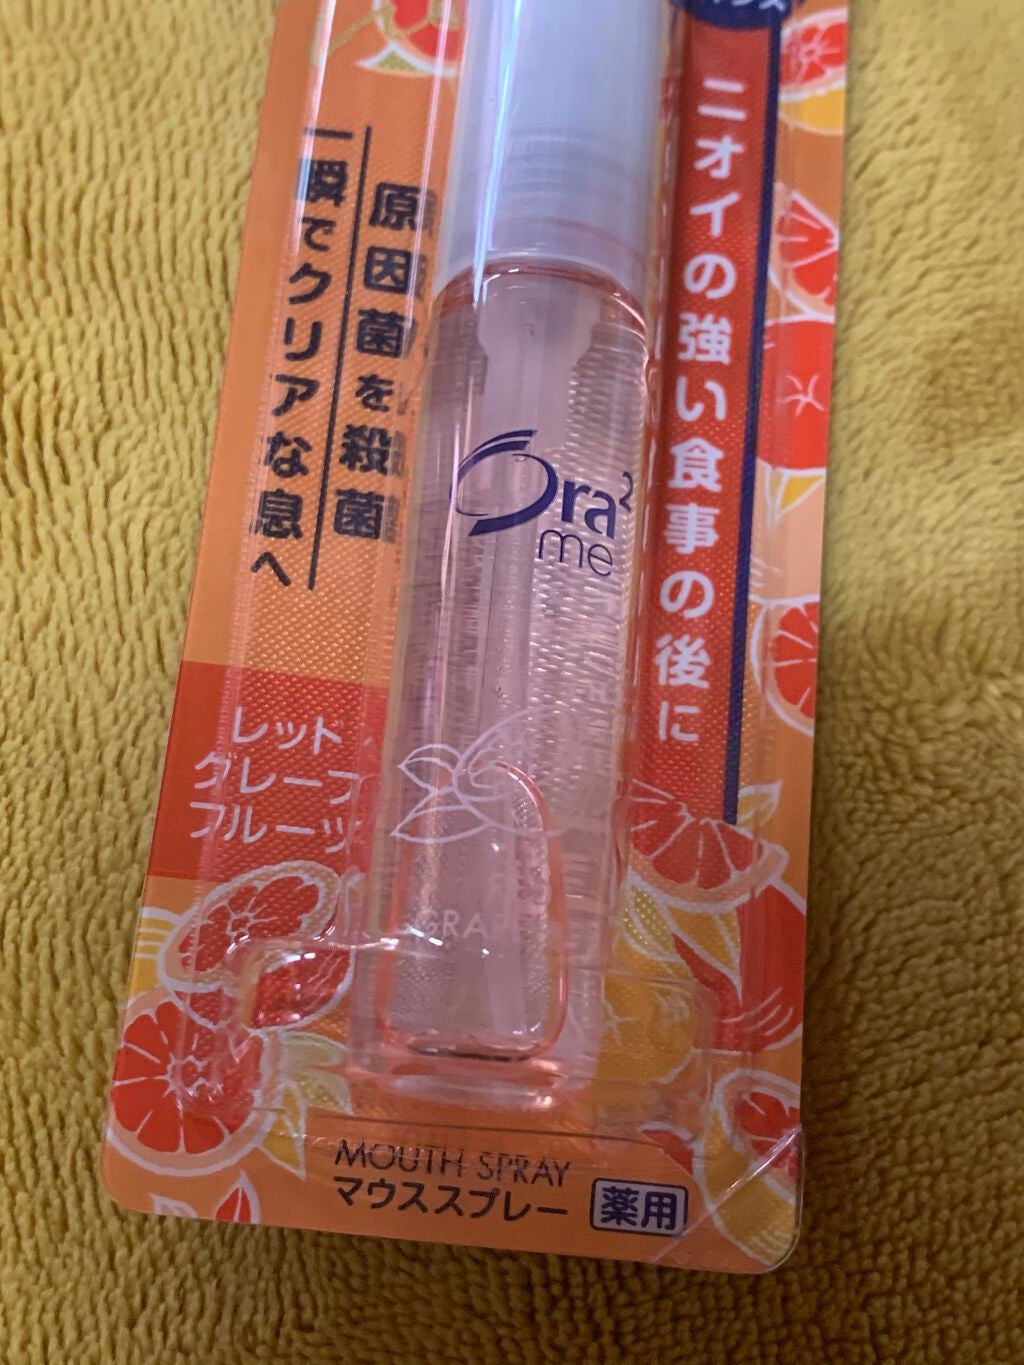 ニオイの強い食事の後に
原因菌を殺菌
一瞬でクリアな息へ
Ora²
me
レッド
グレープ
フルーツ
GRAP
MOUTH SPRAY
マウススプレー 薬用